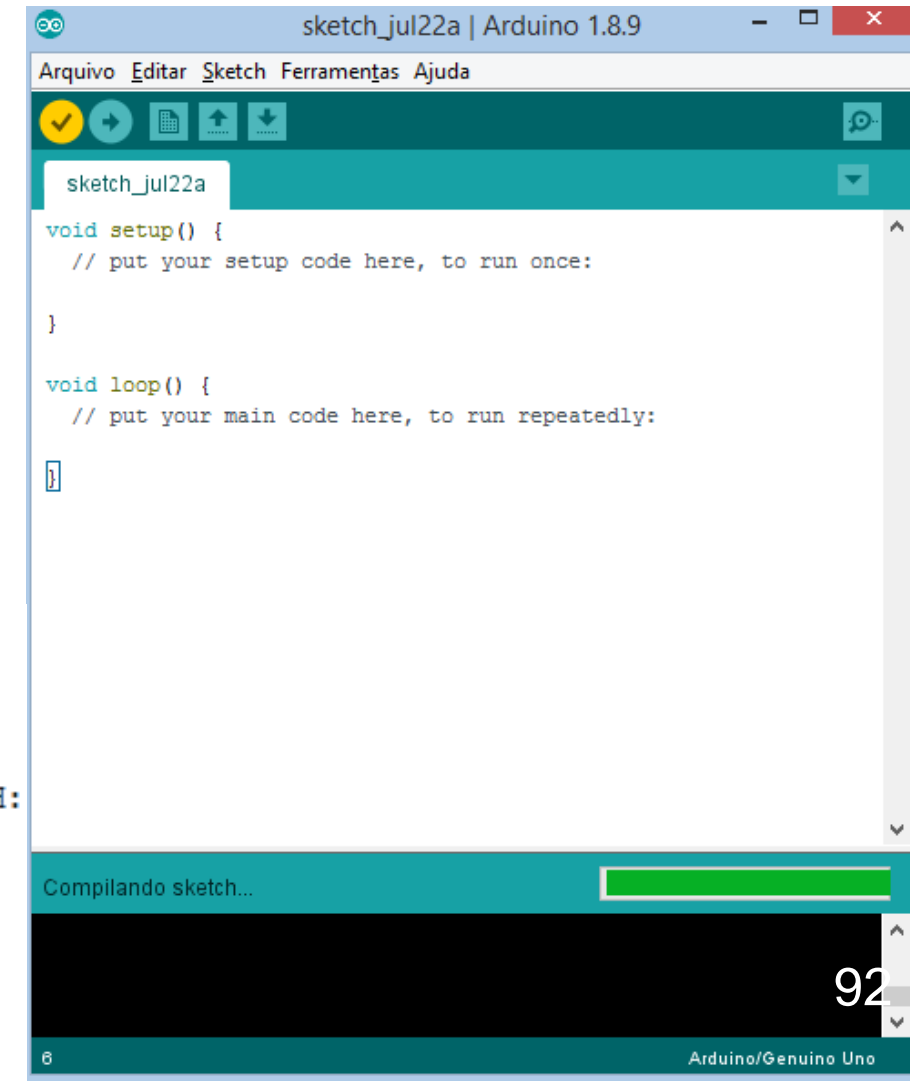 sketch_jul22a | Arduino 1.8.9
Arquivo Editar Sketch Ferramentas Ajuda
sketch_jul22a
void setup() {
// put your setup code here, to run once:
}
void loop() {
// put your main code here, to run repeatedly:
}
Compilando sketch...
92
6 Arduino/Genuino Uno